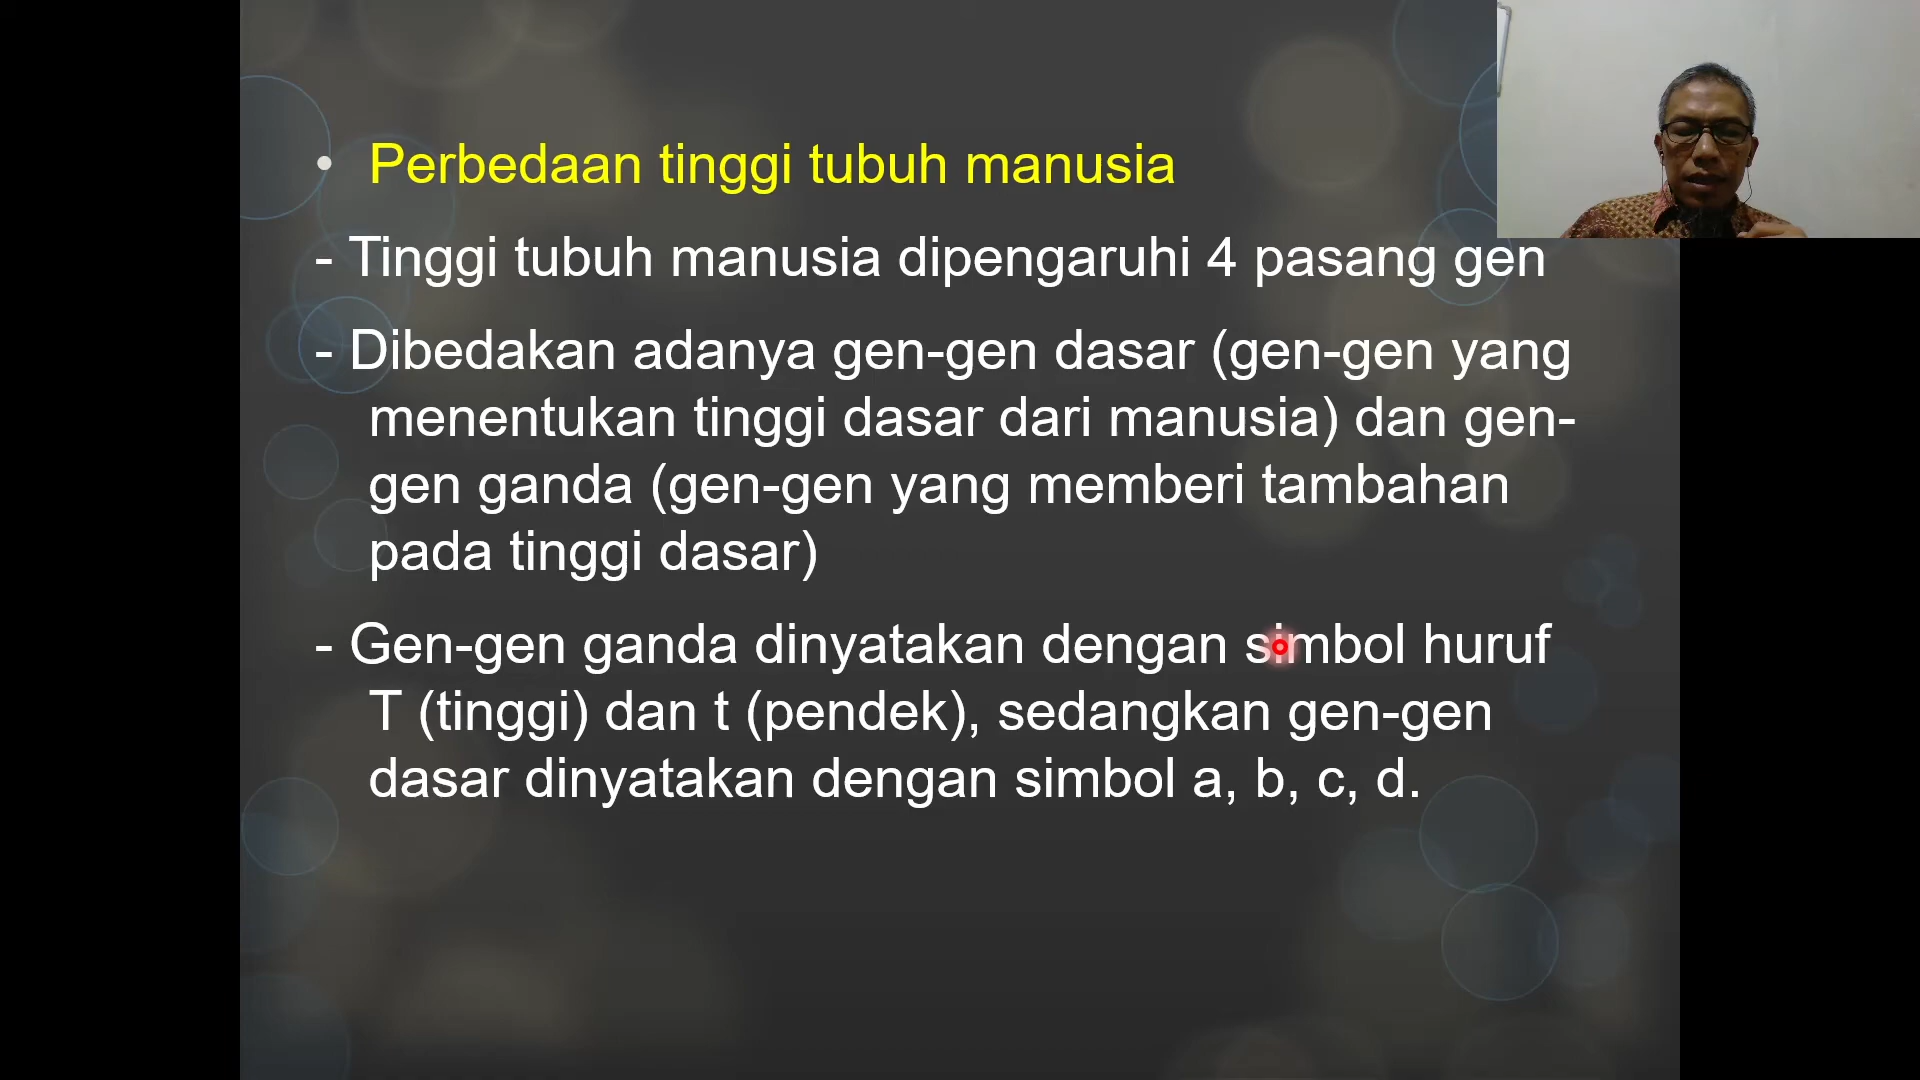 • Perbedaan tinggi tubuh manusia
- Tinggi tubuh manusia dipengaruhi 4 pasang gen
- Dibedakan adanya gen-gen dasar (gen-gen yang
menentukan tinggi dasar dari manusia) dan gen-
gen ganda (gen-gen yang memberi tambahan
pada tinggi dasar)
- Gen-gen ganda dinyatakan dengan simbol huruf
T (tinggi) dan t (pendek), sedangkan gen-gen
dasar dinyatakan dengan simbol a, b, c, d.